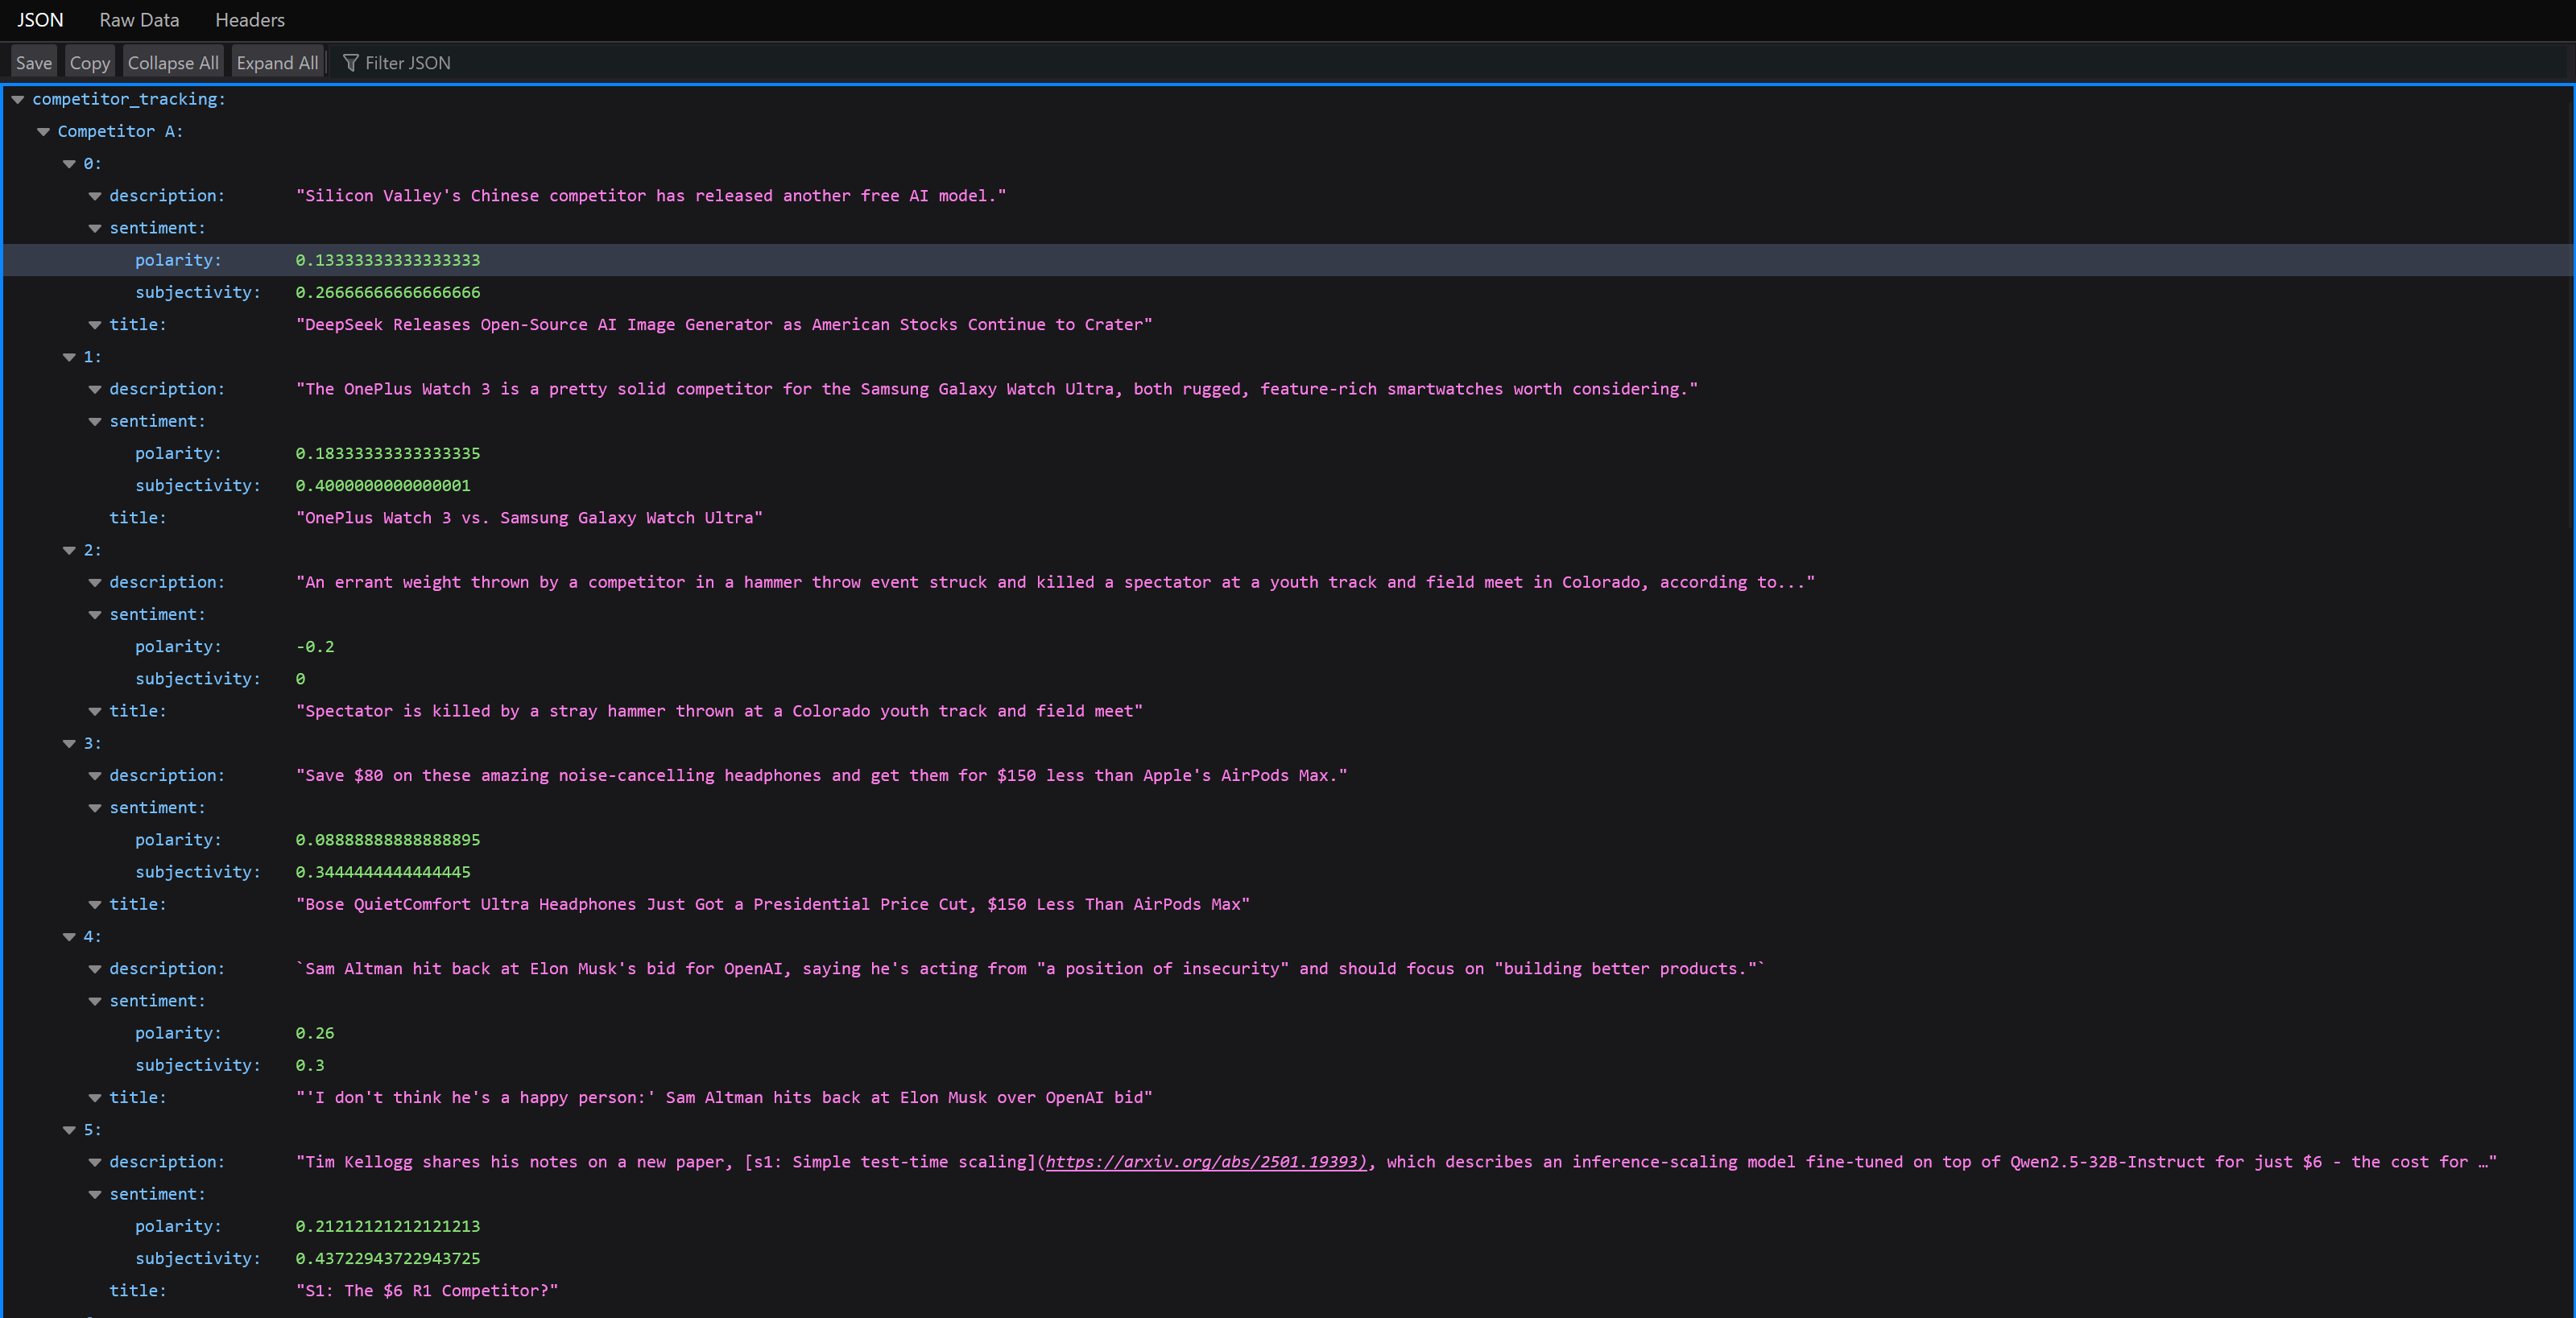 JSON Raw Data Headers
Save Copy Collapse All Expand All Filter JSON
competitor_tracking:
Competitor A:
0:
description: "Silicon Valley's Chinese competitor has released another free AI model."
sentiment:
polarity: 0.13333333333333333
subjectivity: 0.26666666666666666
title: "DeepSeek Releases Open-Source AI Image Generator as American Stocks Continue to Crater"
1:
description: "The OnePlus Watch 3 is a pretty solid competitor for the Samsung Galaxy Watch Ultra, both rugged, feature-rich smartwatches worth considering."
sentiment:
polarity: 0.18333333333333335
subjectivity: 0.4000000000000001
title: "OnePlus Watch 3 vs. Samsung Galaxy Watch Ultra"
2:
description: "An errant weight thrown by a competitor in a hammer throw event struck and killed a spectator at a youth track and field meet in Colorado, according to..."
sentiment:
polarity: -0.2
subjectivity: 0
title: "Spectator is killed by a stray hammer thrown at a Colorado youth track and field meet"
3:
description: "Save $80 on these amazing noise-cancelling headphones and get them for $150 less than Apple's AirPods Max."
sentiment:
polarity: 0.08888888888888895
subjectivity: 0.3444444444444445
title: "Bose QuietComfort Ultra Headphones Just Got a Presidential Price Cut, $150 Less Than AirPods Max"
4:
description: `Sam Altman hit back at Elon Musk's bid for OpenAI, saying he's acting from "a position of insecurity" and should focus on "building better products."`
sentiment:
polarity: 0.26
subjectivity: 0.3
title: "'I don't think he's a happy person:' Sam Altman hits back at Elon Musk over OpenAI bid"
5:
description: "Tim Kellogg shares his notes on a new paper, [s1: Simple test-time scaling](https://arxiv.org/abs/2501.19393), which describes an inference-scaling model fine-tuned on top of Qwen2.5-32B-Instruct for just $6 - the cost for …"
sentiment:
polarity: 0.21212121212121213
subjectivity: 0.43722943722943725
title: "S1: The $6 R1 Competitor?"